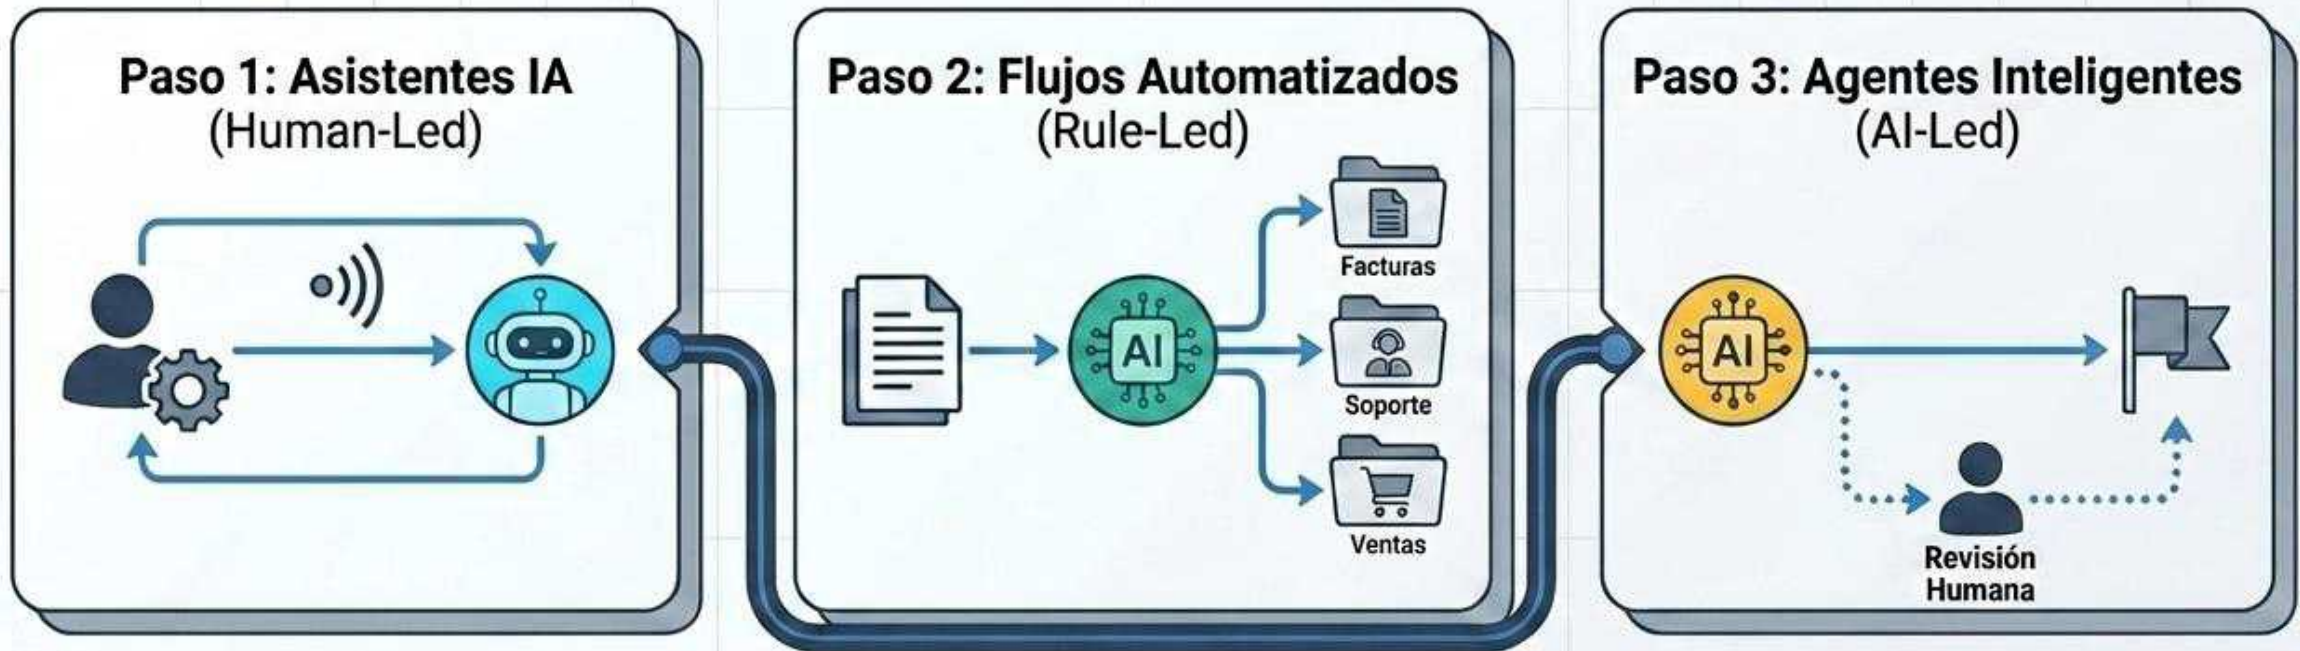 Paso 1: Asistentes IA
(Human-Led)
Paso 2: Flujos Automatizados
(Rule-Led)
AI
Facturas
Soporte
Ventas
Paso 3: Agentes Inteligentes
(AI-Led)
AI
Revisión
Humana